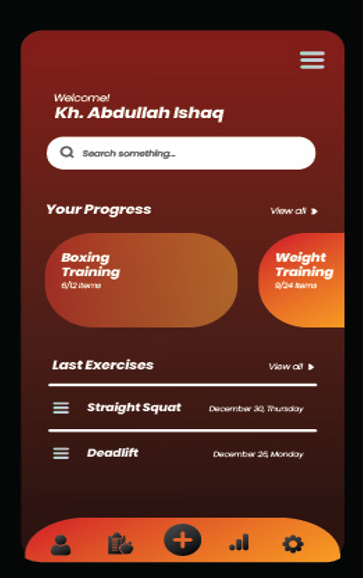 Welcome!
Kh. Abdullah Ishaq
Search something...
Your Progress
View all
Boxing
Training
6/12 Items
Weight
Training
9/24 Items
Last Exercises
View all
Straight Squat
December 30, Thursday
Deadlift
December 26, Monday